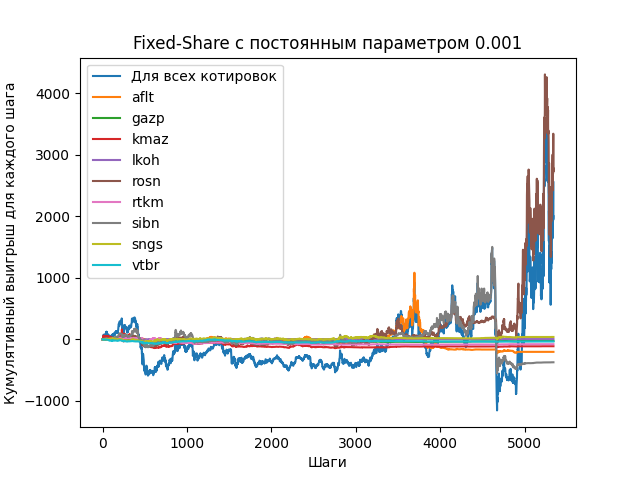 Fixed-Share с постоянным параметром 0.001
Кумулятивный выигрыш для каждого шага
4000
3000
2000
1000
0
−1000
Для всех котировок
aflt
gazp
kmaz
lkoh
rosn
rtkm
sibn
sngs
vtbr
0 1000 2000 3000 4000 5000
Шаги